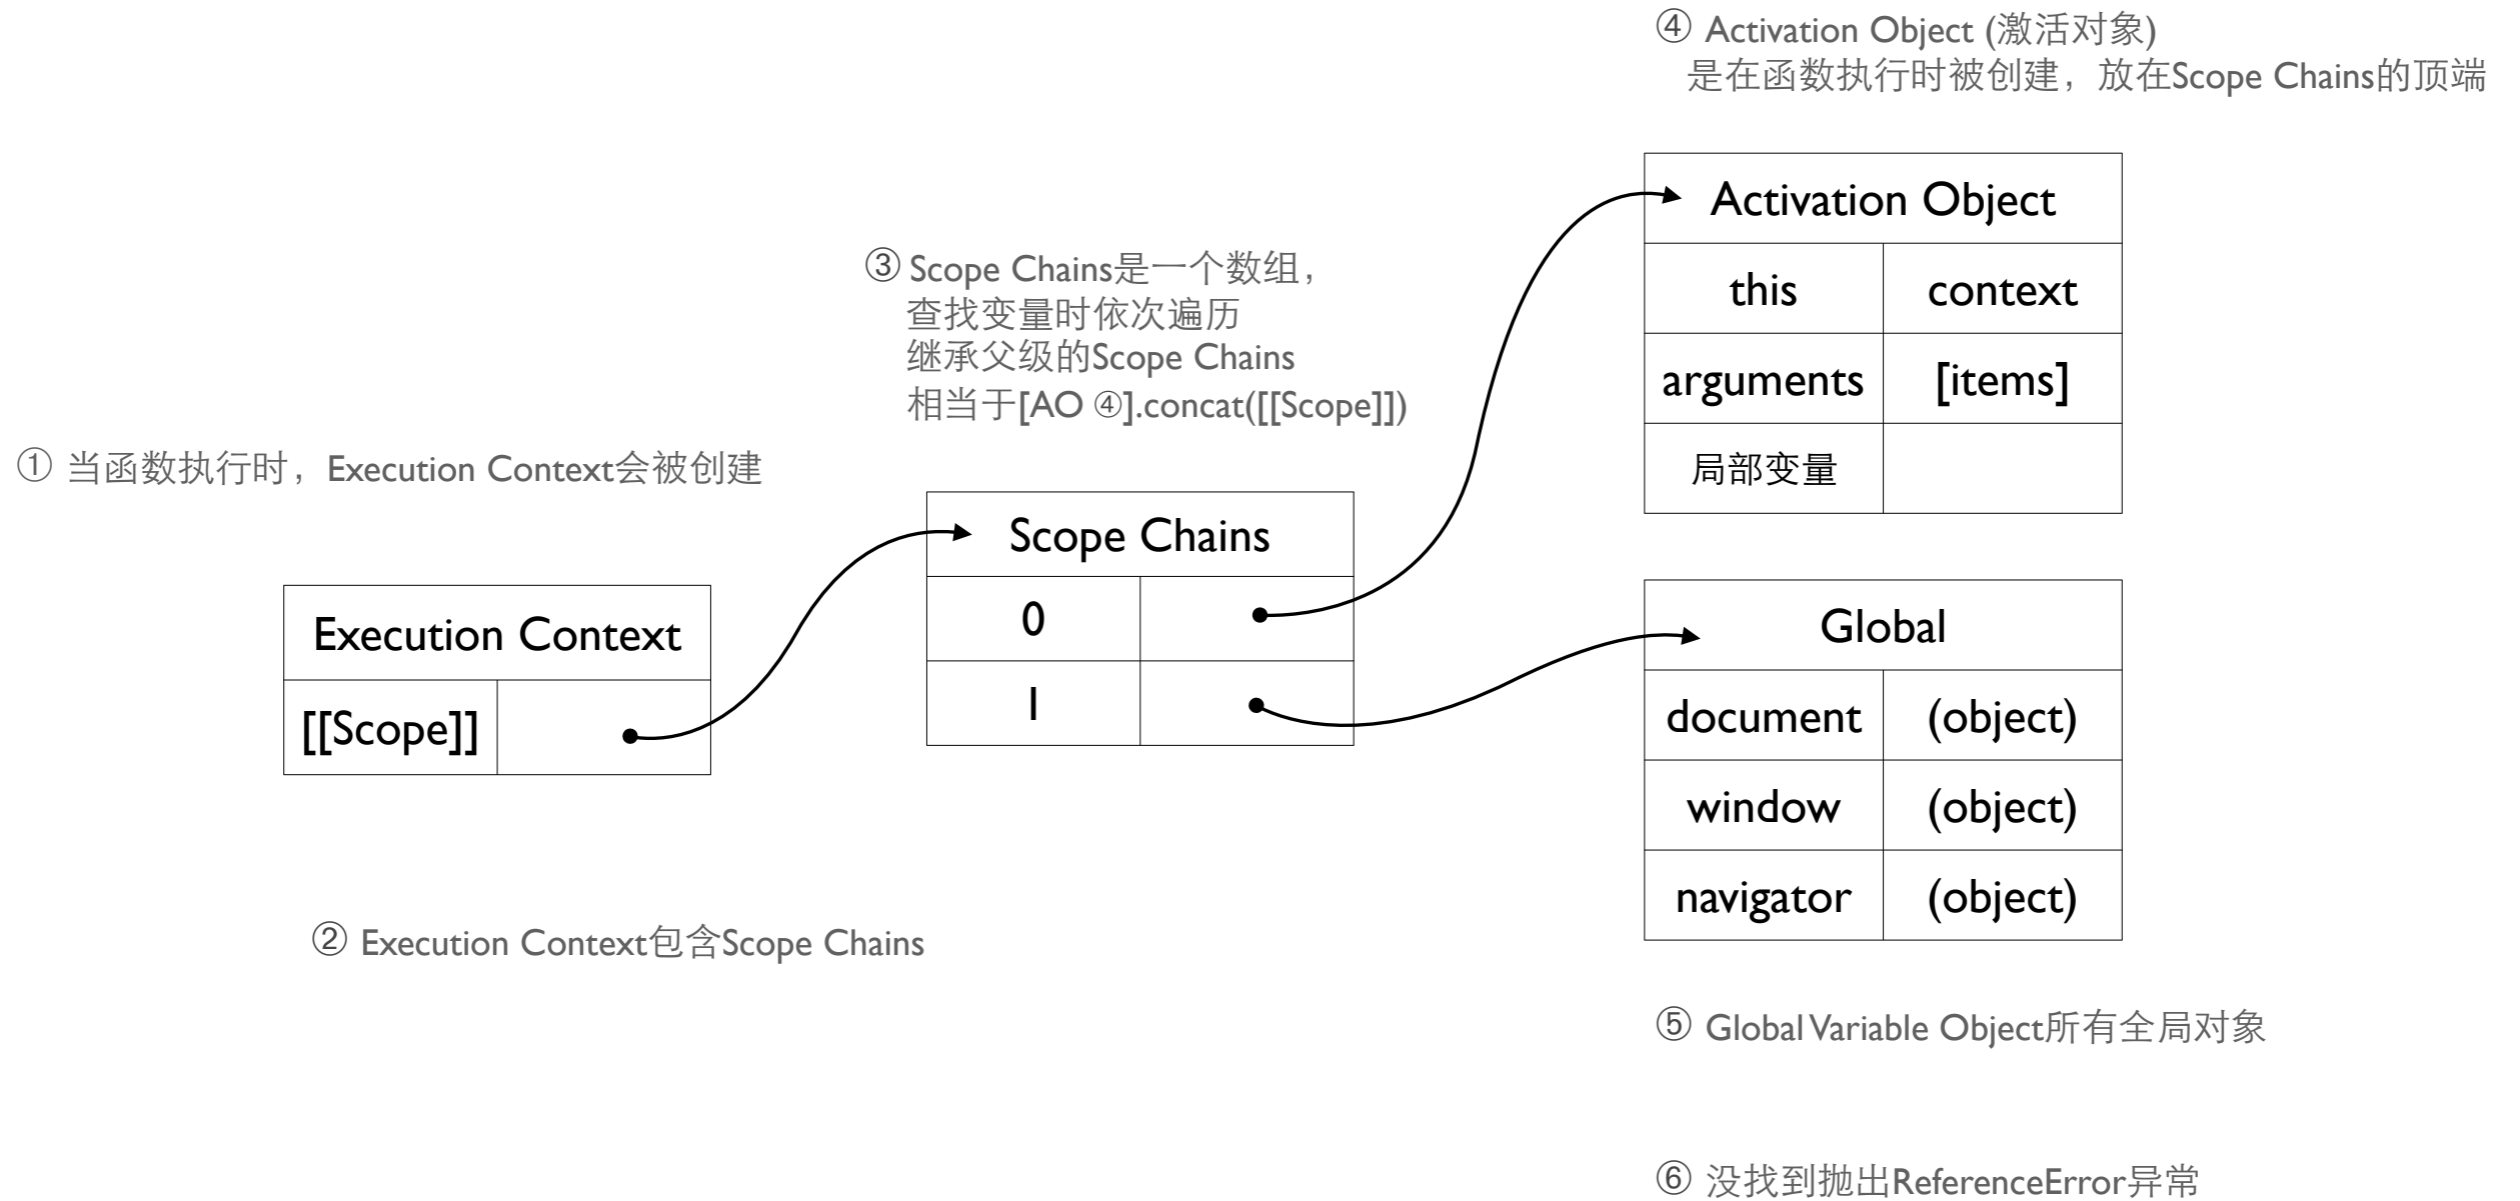 ④ Activation Object (激活对象)
是在函数执行时被创建，放在Scope Chains的顶端
Activation Object
this context
arguments [items]
局部变量
③ Scope Chains是一个数组，
查找变量时依次遍历
继承父级的Scope Chains
相当于[AO ④].concat([[Scope]])
① 当函数执行时，Execution Context会被创建
Scope Chains
0
1
Execution Context
[[Scope]]
Global
document (object)
window (object)
navigator (object)
② Execution Context包含Scope Chains
⑤ Global Variable Object所有全局对象
⑥ 没找到抛出ReferenceError异常